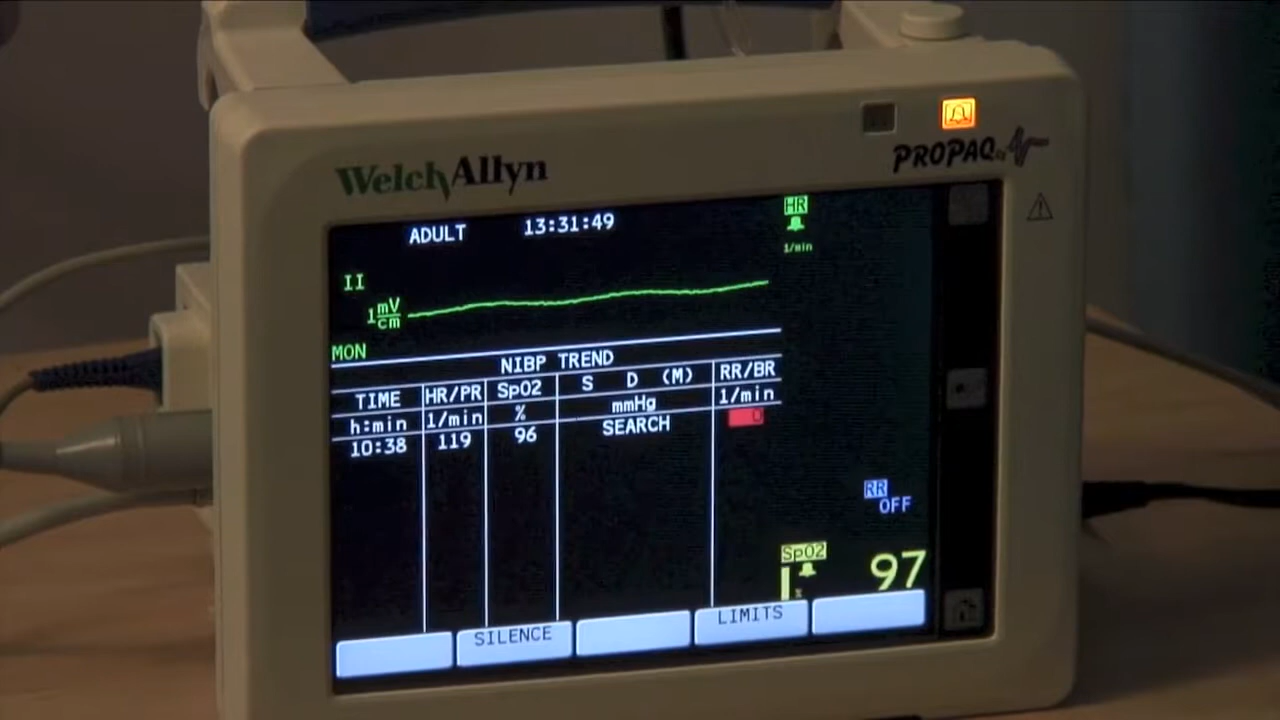 WelchAllyn
PROPAQ
ADULT 13:31:49
HR
1/min
II
1 mV
cm
MON
NIBP TREND
TIME HR/PR SpO2 S D (M) RR/BR
h:min 1/min % mmHg 1/min
10:38 119 96 SEARCH 0
RR
OFF
SpO2
%
97
SILENCE LIMITS